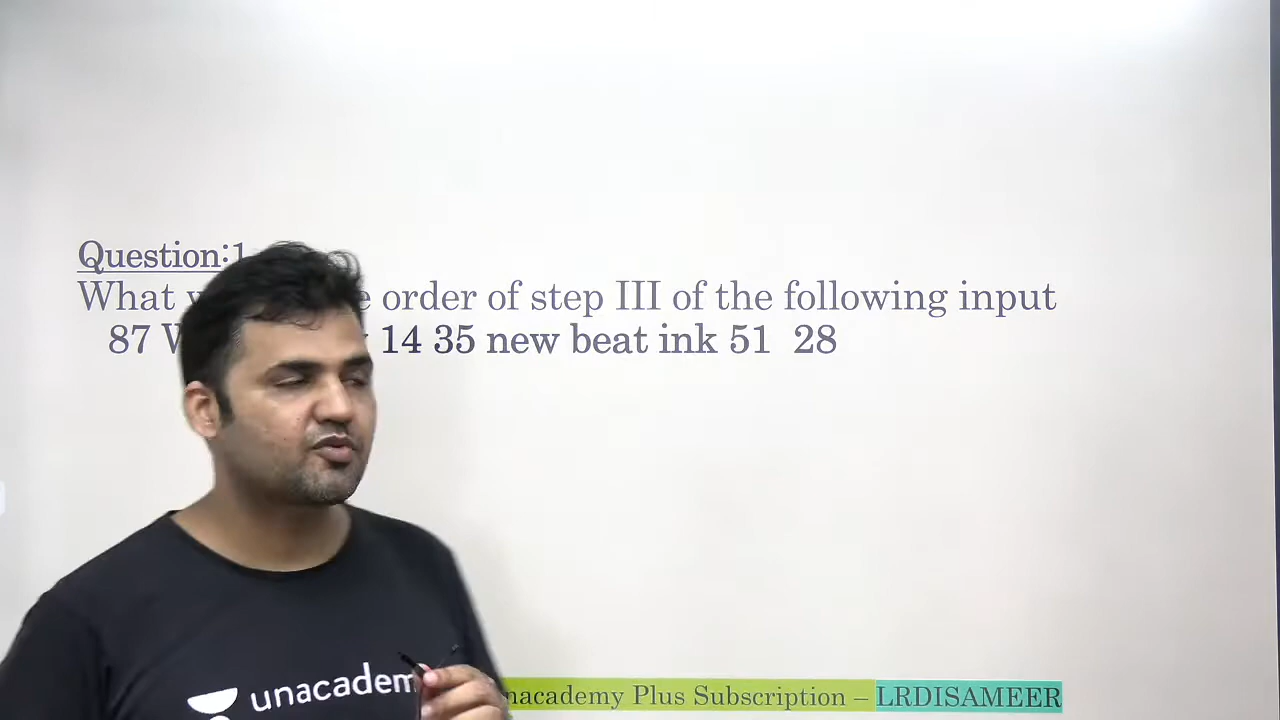 Question:1
What order of step III of the following input
87 14 35 new beat ink 51 28
unacadem
nacademy Plus Subscription – LRDISAMEER